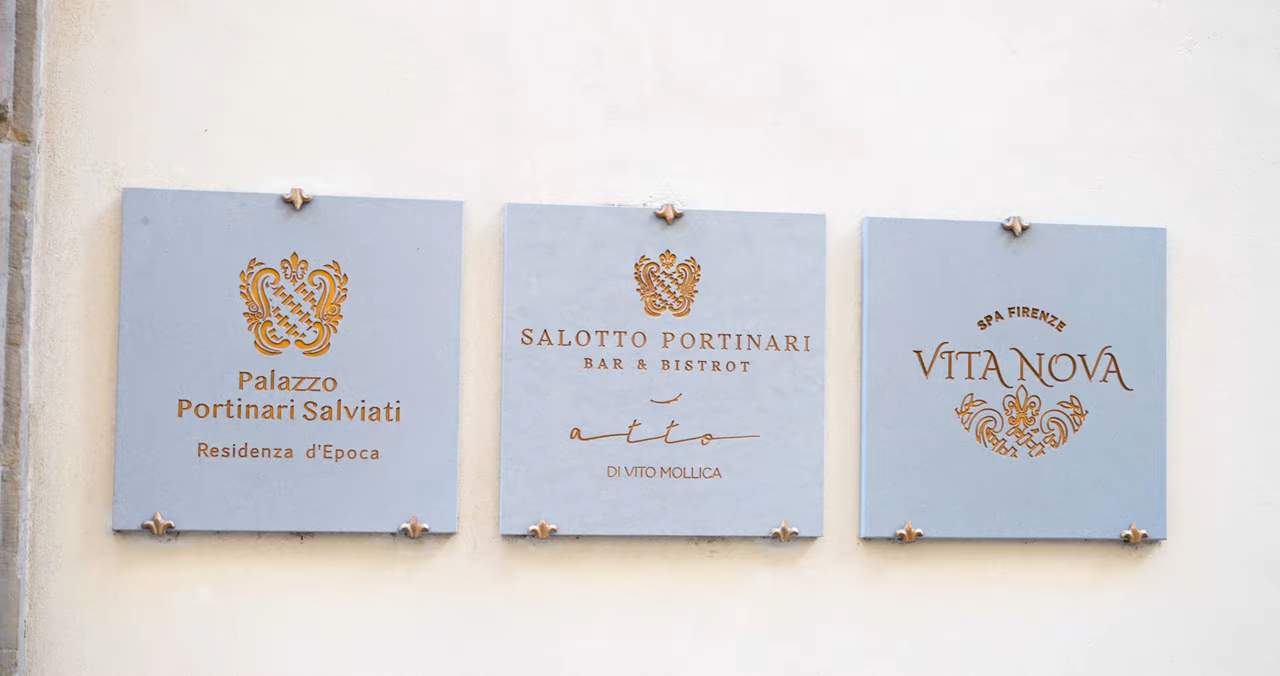 Palazzo
Portinari Salviati
Residenza d'Epoca
SALOTTO PORTINARI
BAR & BISTROT
atto
DI VITO MOLLICA
SPA FIRENZE
VITA NOVA